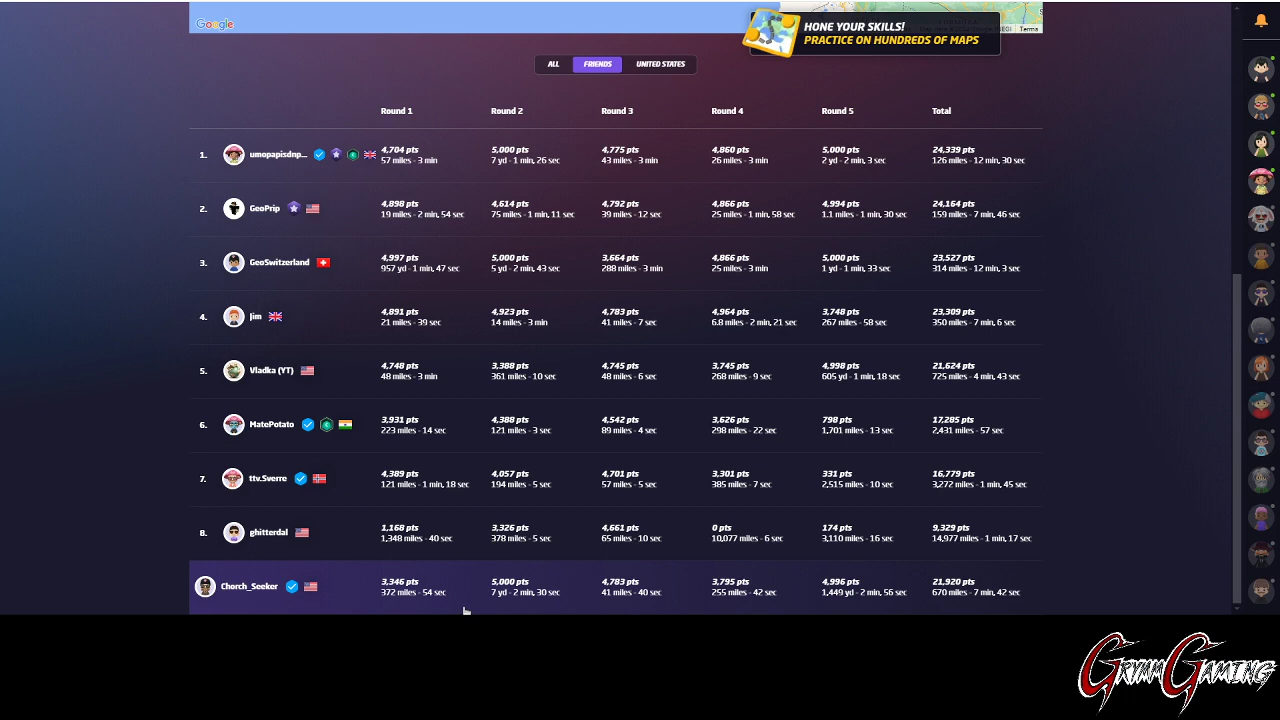 Google
HONE YOUR SKILLS!
PRACTICE ON HUNDREDS OF MAPS
Terms
ALL FRIENDS UNITED STATES
Round 1 Round 2 Round 3 Round 4 Round 5 Total
1. umopapisdnp... 4,704 pts 5,000 pts 4,775 pts 4,860 pts 5,000 pts 24,339 pts
57 miles - 3 min 7 yd - 1 min, 26 sec 43 miles - 3 min 26 miles - 3 min 2 yd - 2 min, 3 sec 126 miles - 12 min, 30 sec
2. GeoPrip 4,898 pts 4,614 pts 4,792 pts 4,866 pts 4,994 pts 24,164 pts
19 miles - 2 min, 54 sec 75 miles - 1 min, 11 sec 39 miles - 12 sec 25 miles - 1 min, 58 sec 1.1 miles - 1 min, 30 sec 159 miles - 7 min, 46 sec
3. GeoSwitzerland 4,997 pts 5,000 pts 3,664 pts 4,866 pts 5,000 pts 23,527 pts
957 yd - 1 min, 47 sec 5 yd - 2 min, 43 sec 288 miles - 3 min 25 miles - 3 min 1 yd - 1 min, 33 sec 314 miles - 12 min, 3 sec
4. Jim 4,891 pts 4,923 pts 4,783 pts 4,964 pts 3,748 pts 23,309 pts
21 miles - 39 sec 14 miles - 3 min 41 miles - 7 sec 6.8 miles - 2 min, 21 sec 267 miles - 58 sec 350 miles - 7 min, 6 sec
5. Vladka (YT) 4,748 pts 3,388 pts 4,745 pts 3,745 pts 4,998 pts 21,624 pts
48 miles - 3 min 361 miles - 10 sec 48 miles - 6 sec 268 miles - 9 sec 605 yd - 1 min, 18 sec 725 miles - 4 min, 43 sec
6. MatePotato 3,931 pts 4,388 pts 4,542 pts 3,626 pts 798 pts 17,285 pts
223 miles - 14 sec 121 miles - 3 sec 89 miles - 4 sec 298 miles - 22 sec 1,701 miles - 13 sec 2,431 miles - 57 sec
7. ttv.Sverre 4,389 pts 4,057 pts 4,701 pts 3,301 pts 331 pts 16,779 pts
121 miles - 1 min, 18 sec 194 miles - 5 sec 57 miles - 5 sec 385 miles - 7 sec 2,515 miles - 10 sec 3,272 miles - 1 min, 45 sec
8. ghitterdal 1,168 pts 3,326 pts 4,661 pts 0 pts 174 pts 9,329 pts
1,348 miles - 40 sec 378 miles - 5 sec 65 miles - 10 sec 10,077 miles - 6 sec 3,110 miles - 16 sec 14,977 miles - 1 min, 17 sec
Chorch_Seeker 3,346 pts 5,000 pts 4,783 pts 3,795 pts 4,996 pts 21,920 pts
372 miles - 54 sec 7 yd - 2 min, 30 sec 41 miles - 40 sec 255 miles - 42 sec 1,449 yd - 2 min, 56 sec 670 miles - 7 min, 42 sec
GrimmGaming